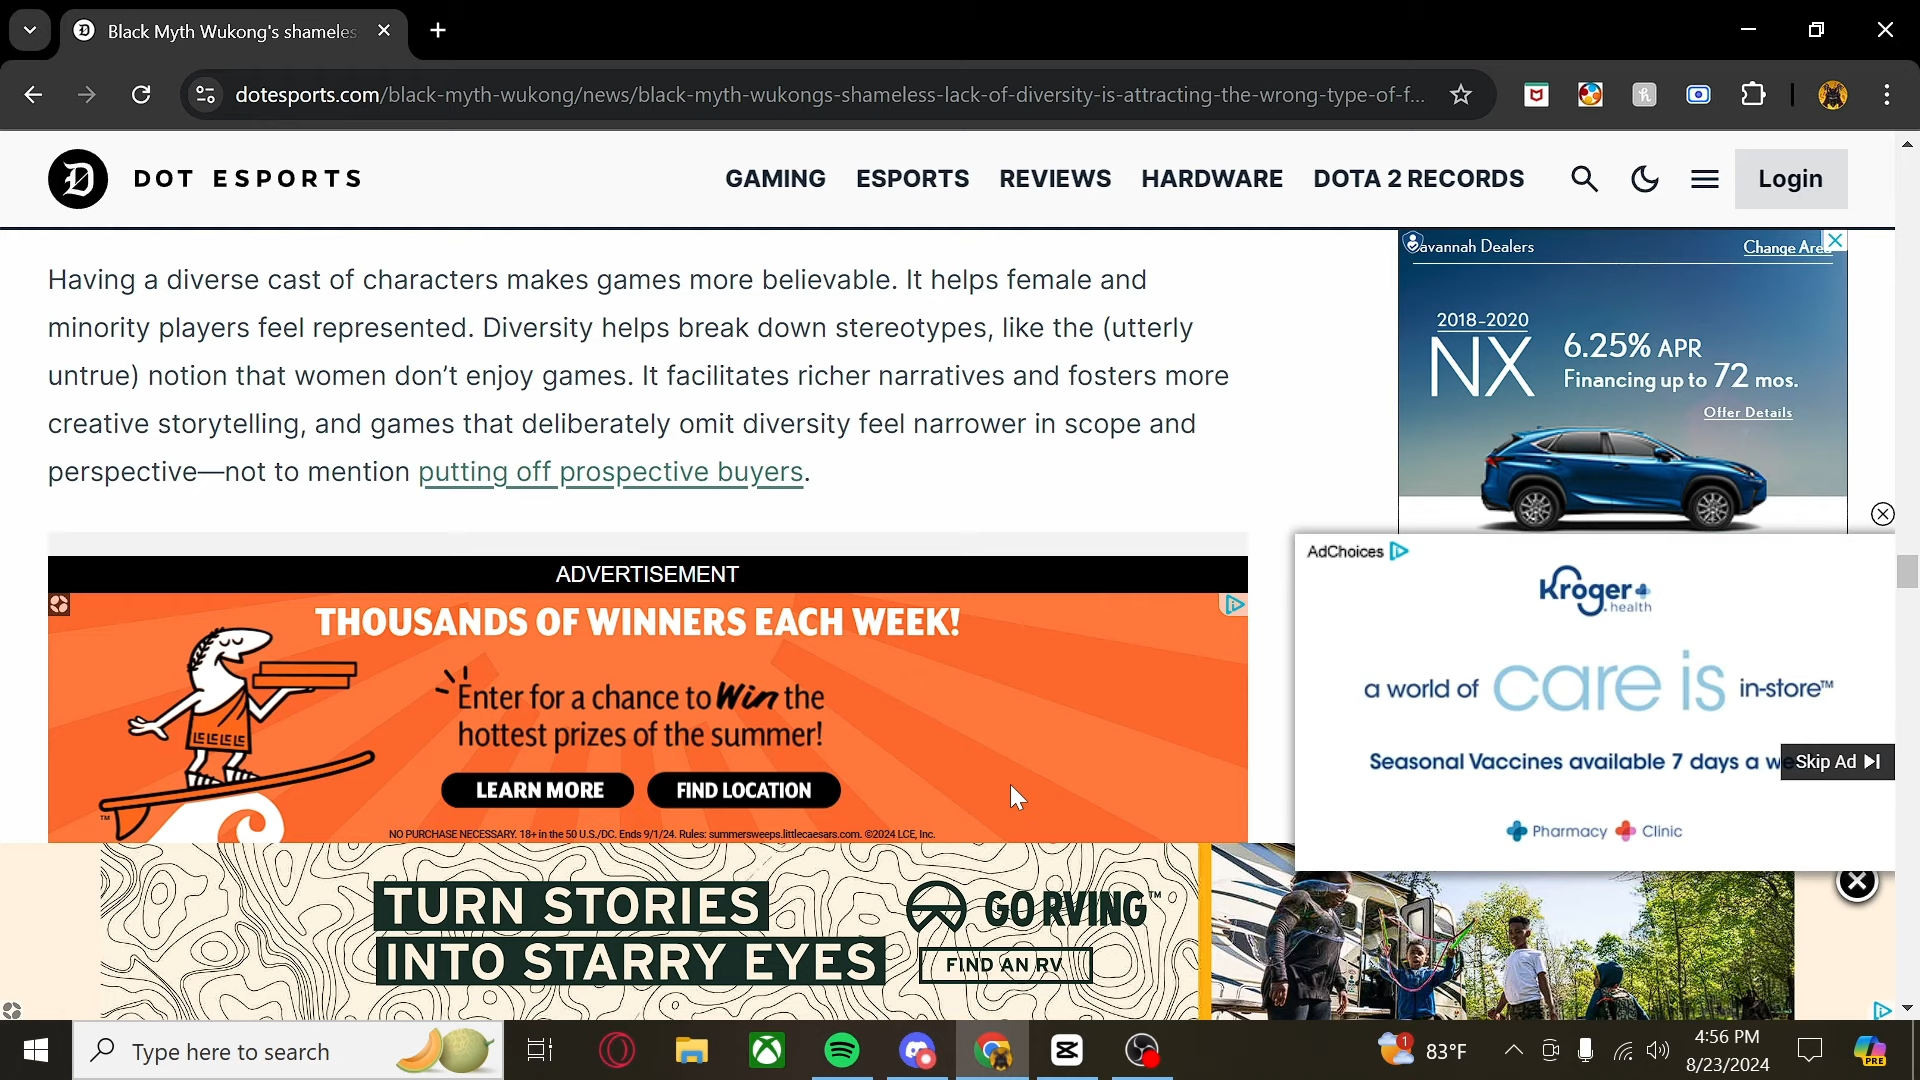 Black Myth Wukong's shameles
dotesports.com/black-myth-wukong/news/black-myth-wukongs-shameless-lack-of-diversity-is-attracting-the-wrong-type-of-f...
DOT ESPORTS
GAMING
ESPORTS
REVIEWS
HARDWARE
DOTA 2 RECORDS
Login
Having a diverse cast of characters makes games more believable. It helps female and
minority players feel represented. Diversity helps break down stereotypes, like the (utterly
untrue) notion that women don’t enjoy games. It facilitates richer narratives and fosters more
creative storytelling, and games that deliberately omit diversity feel narrower in scope and
perspective—not to mention putting off prospective buyers.
avannah Dealers
Change Area
2018-2020
NX
6.25% APR
Financing up to 72 mos.
Offer Details
ADVERTISEMENT
THOUSANDS OF WINNERS EACH WEEK!
Enter for a chance to Win the
hottest prizes of the summer!
LEARN MORE
FIND LOCATION
NO PURCHASE NECESSARY. 18+ in the 50 U.S./DC. Ends 9/1/24. Rules: summersweeps.littlecaesars.com. ©2024 LCE, Inc.
AdChoices
Kroger
health
a world of care is in-store™
Seasonal Vaccines available 7 days a we
Skip Ad
Pharmacy
Clinic
TURN STORIES
INTO STARRY EYES
GO RVING™
FIND AN RV
Type here to search
1
83°F
4:56 PM
8/23/2024
PRE